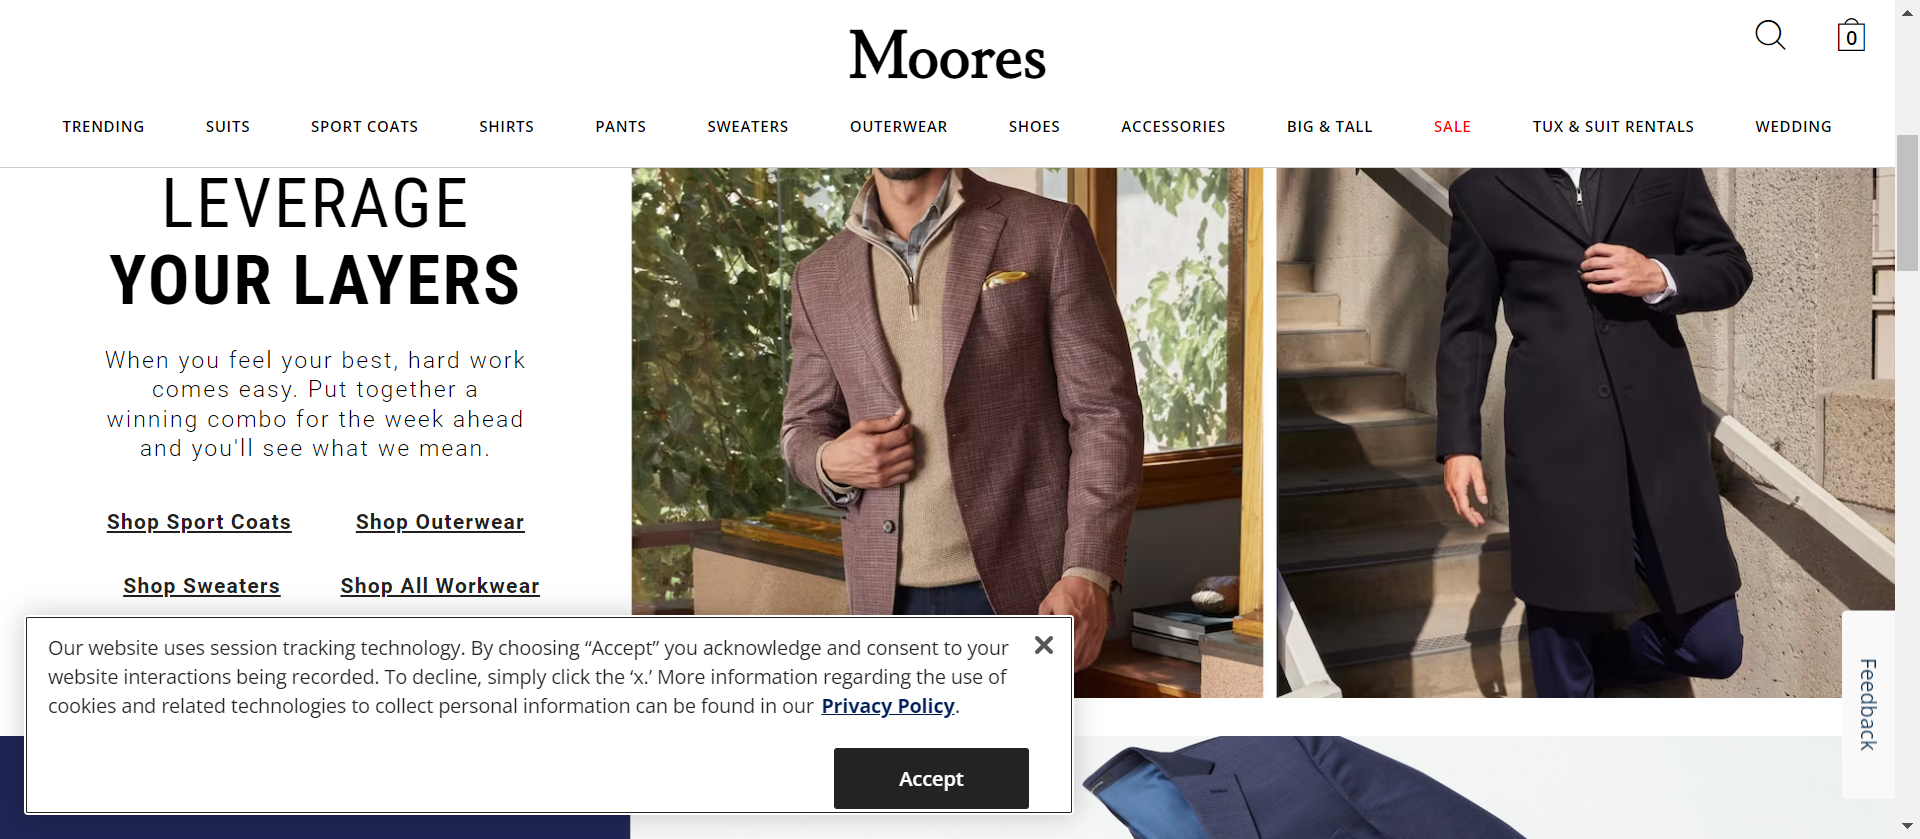 Moores
0
TRENDING SUITS SPORT COATS SHIRTS PANTS SWEATERS OUTERWEAR SHOES ACCESSORIES BIG & TALL SALE TUX & SUIT RENTALS WEDDING
LEVERAGE
YOUR LAYERS
When you feel your best, hard work
comes easy. Put together a
winning combo for the week ahead
and you'll see what we mean.
Shop Sport Coats Shop Outerwear
Shop Sweaters Shop All Workwear
Our website uses session tracking technology. By choosing “Accept” you acknowledge and consent to your
website interactions being recorded. To decline, simply click the ‘x.’ More information regarding the use of
cookies and related technologies to collect personal information can be found in our Privacy Policy.
Accept
Feedback